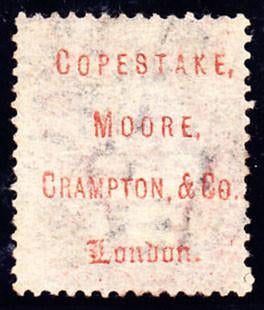 COPESTAKE,
MOORE,
CRAMPTON, & CO.
London.